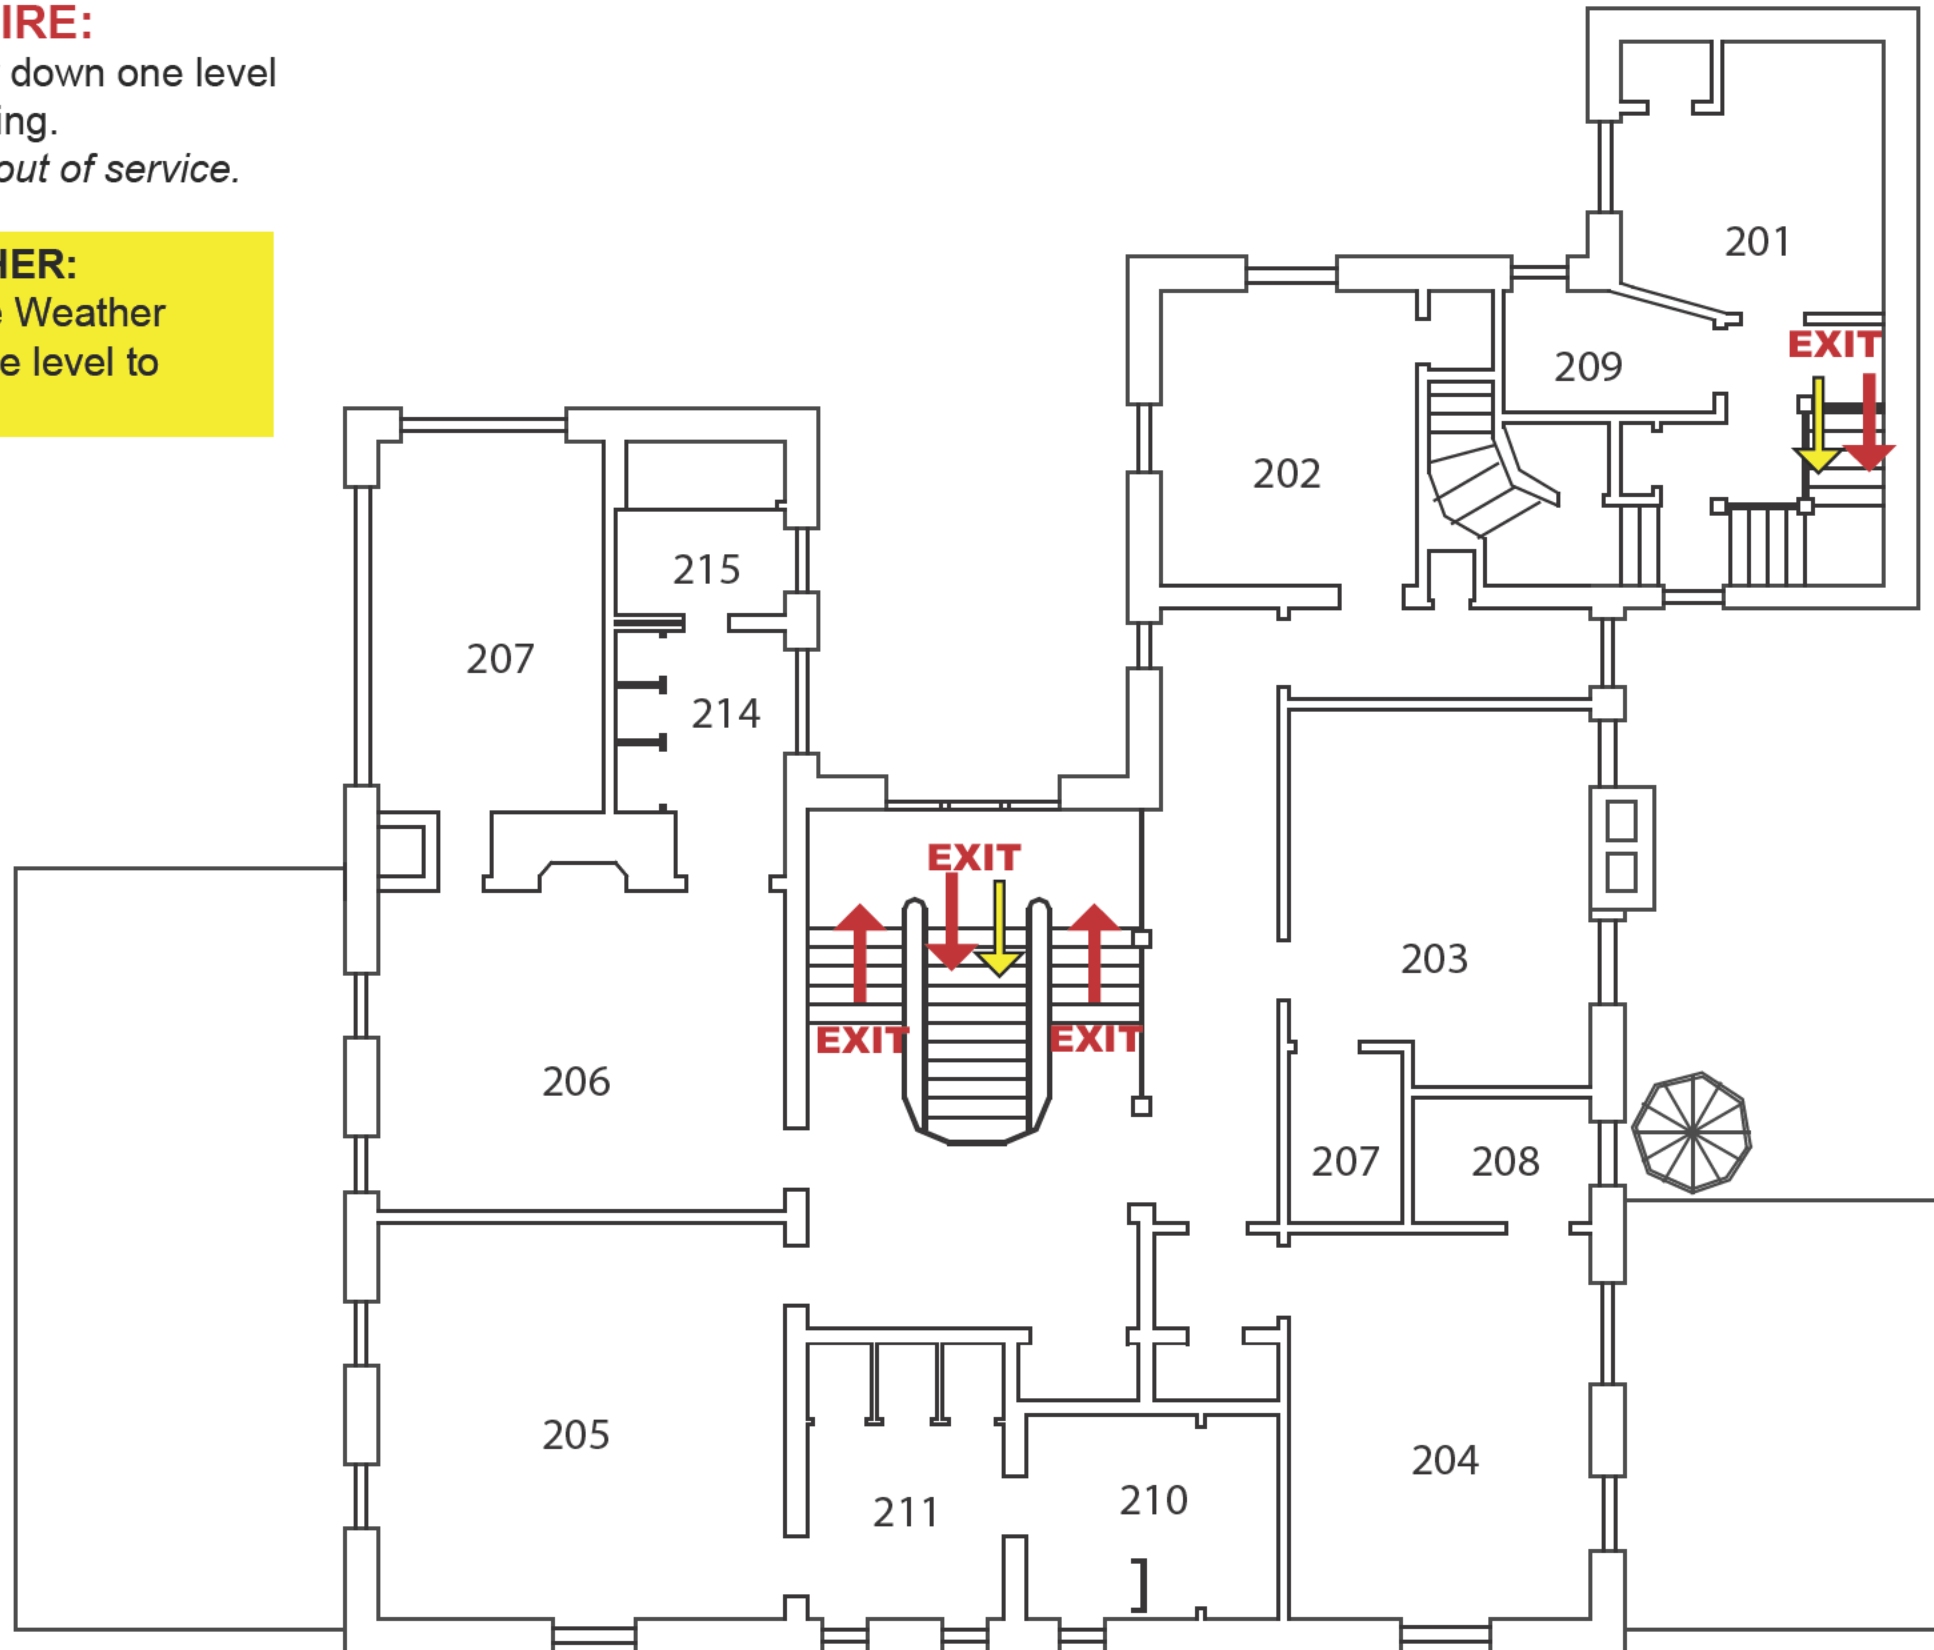 IRE:
down one level
ing.
out of service.
HER:
e Weather
e level to
201
EXIT
209
202
215
207
214
EXIT
203
EXIT
EXIT
206
207
208
205
204
210
211